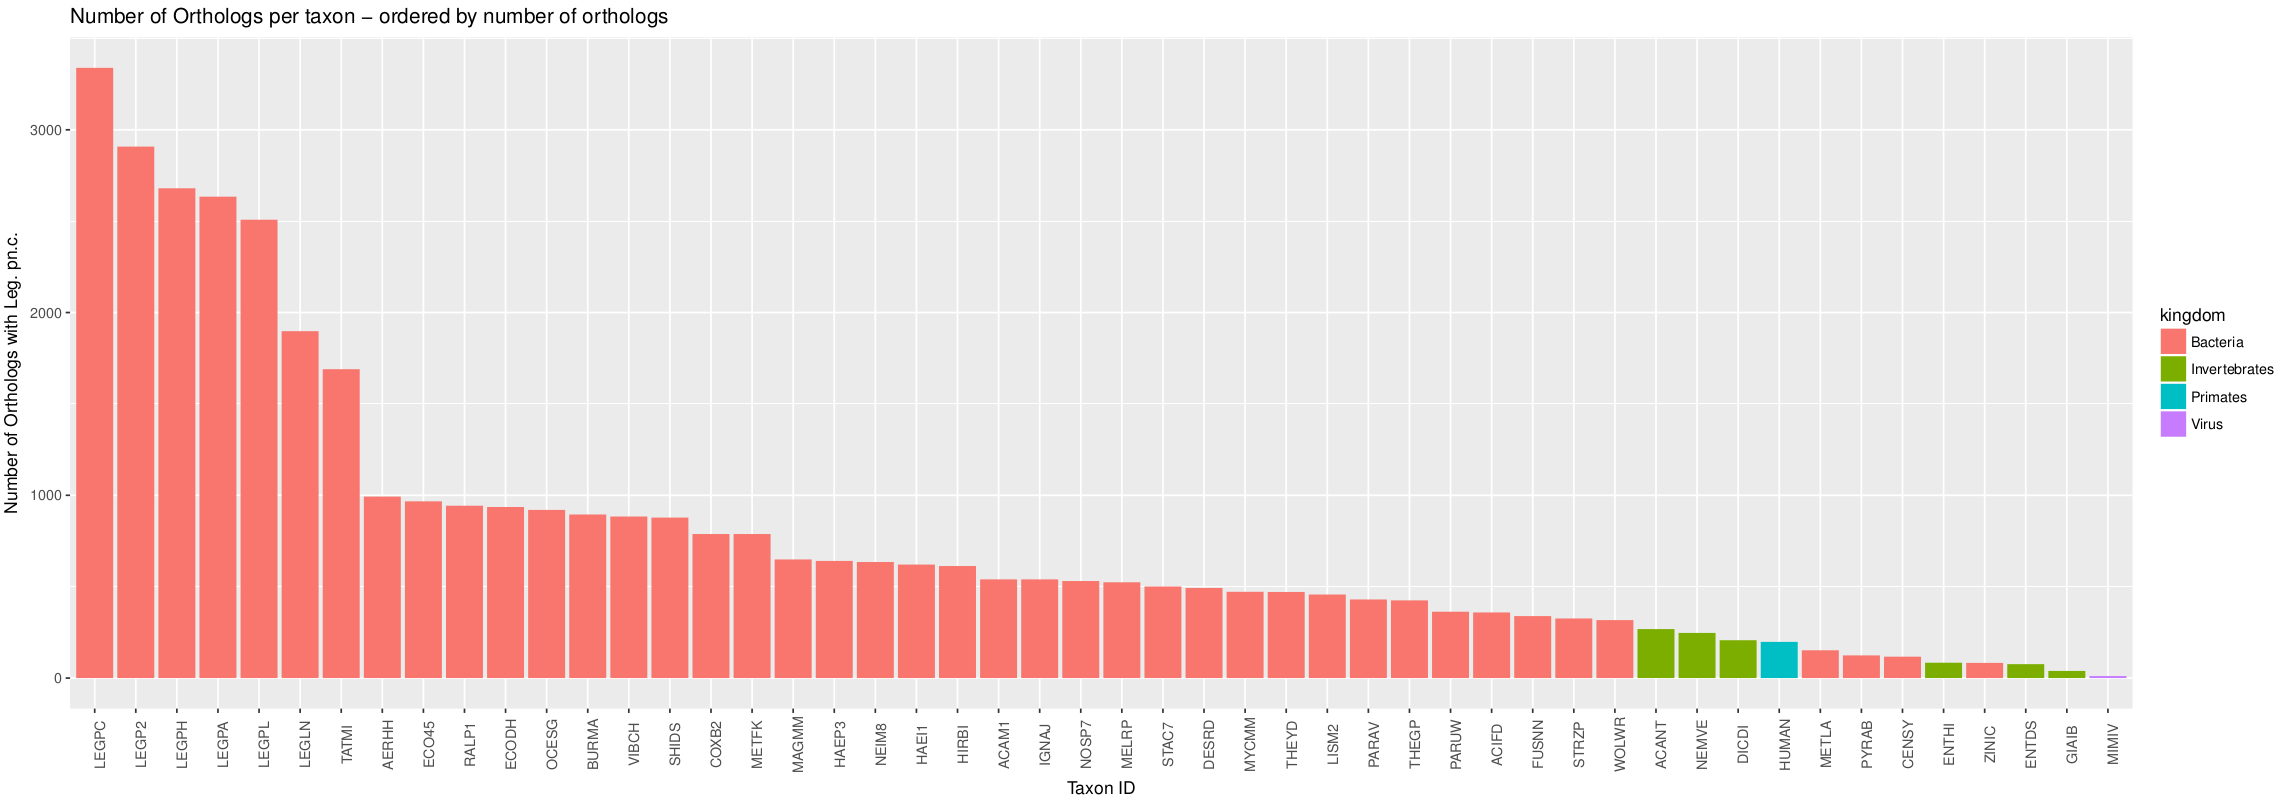 Number of Orthologs per taxon – ordered by number of orthologs
Number of Orthologs with Leg. pn.c.
3000
2000
1000
0
LEGPC
LEGP2
LEGPH
LEGPA
LEGPL
LEGLN
TATMI
AERHH
ECO45
RALP1
ECODH
OCESG
BURMA
VIBCH
SHIDS
COXB2
METFK
MAGMM
HAEP3
NEIM8
HAEI1
HIRBI
ACAM1
IGNAJ
NOSP7
MELRP
STAC7
DESRD
MYCMM
THEYD
LISM2
PARAV
THEGP
PARUW
ACIFD
FUSNN
STRZP
WOLWR
ACANT
NEMVE
DICDI
HUMAN
METLA
PYRAB
CENSY
ENTHI
ZINIC
ENTDS
GIAIB
MIMIV
Taxon ID
kingdom
Bacteria
Invertebrates
Primates
Virus